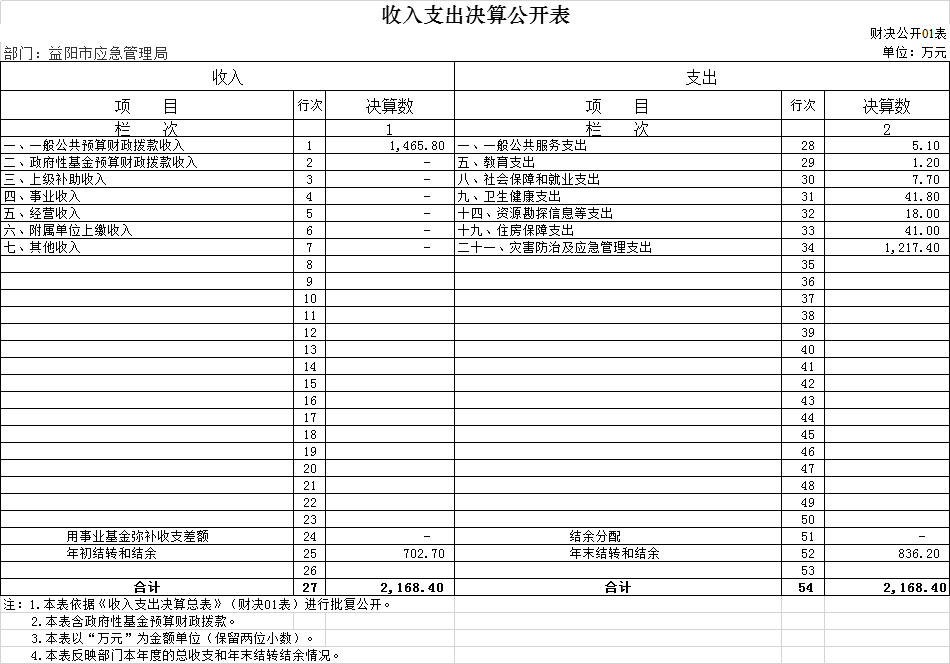 收入支出决算公开表
财决公开01表
部门：益阳市应急管理局 单位：万元
收入 支出
项 目 行次 决算数 项 目 行次 决算数
栏 次 1 栏 次 2
一、一般公共预算财政拨款收入 1 1,465.80 一、一般公共服务支出 28 5.10
二、政府性基金预算财政拨款收入 2 - 五、教育支出 29 1.20
三、上级补助收入 3 - 八、社会保障和就业支出 30 7.70
四、事业收入 4 - 九、卫生健康支出 31 41.80
五、经营收入 5 - 十四、资源勘探信息等支出 32 18.00
六、附属单位上缴收入 6 - 十九、住房保障支出 33 41.00
七、其他收入 7 - 二十一、灾害防治及应急管理支出 34 1,217.40
8 35
9 36
10 37
11 38
12 39
13 40
14 41
15 42
16 43
17 44
18 45
19 46
20 47
21 48
22 49
23 50
用事业基金弥补收支差额 24 - 结余分配 51 -
年初结转和结余 25 702.70 年末结转和结余 52 836.20
26 53
合计 27 2,168.40 合计 54 2,168.40
注：1.本表依据《收入支出决算总表》（财决01表）进行批复公开。
2.本表含政府性基金预算财政拨款。
3.本表以“万元”为金额单位（保留两位小数）。
4.本表反映部门本年度的总收支和年末结转结余情况。